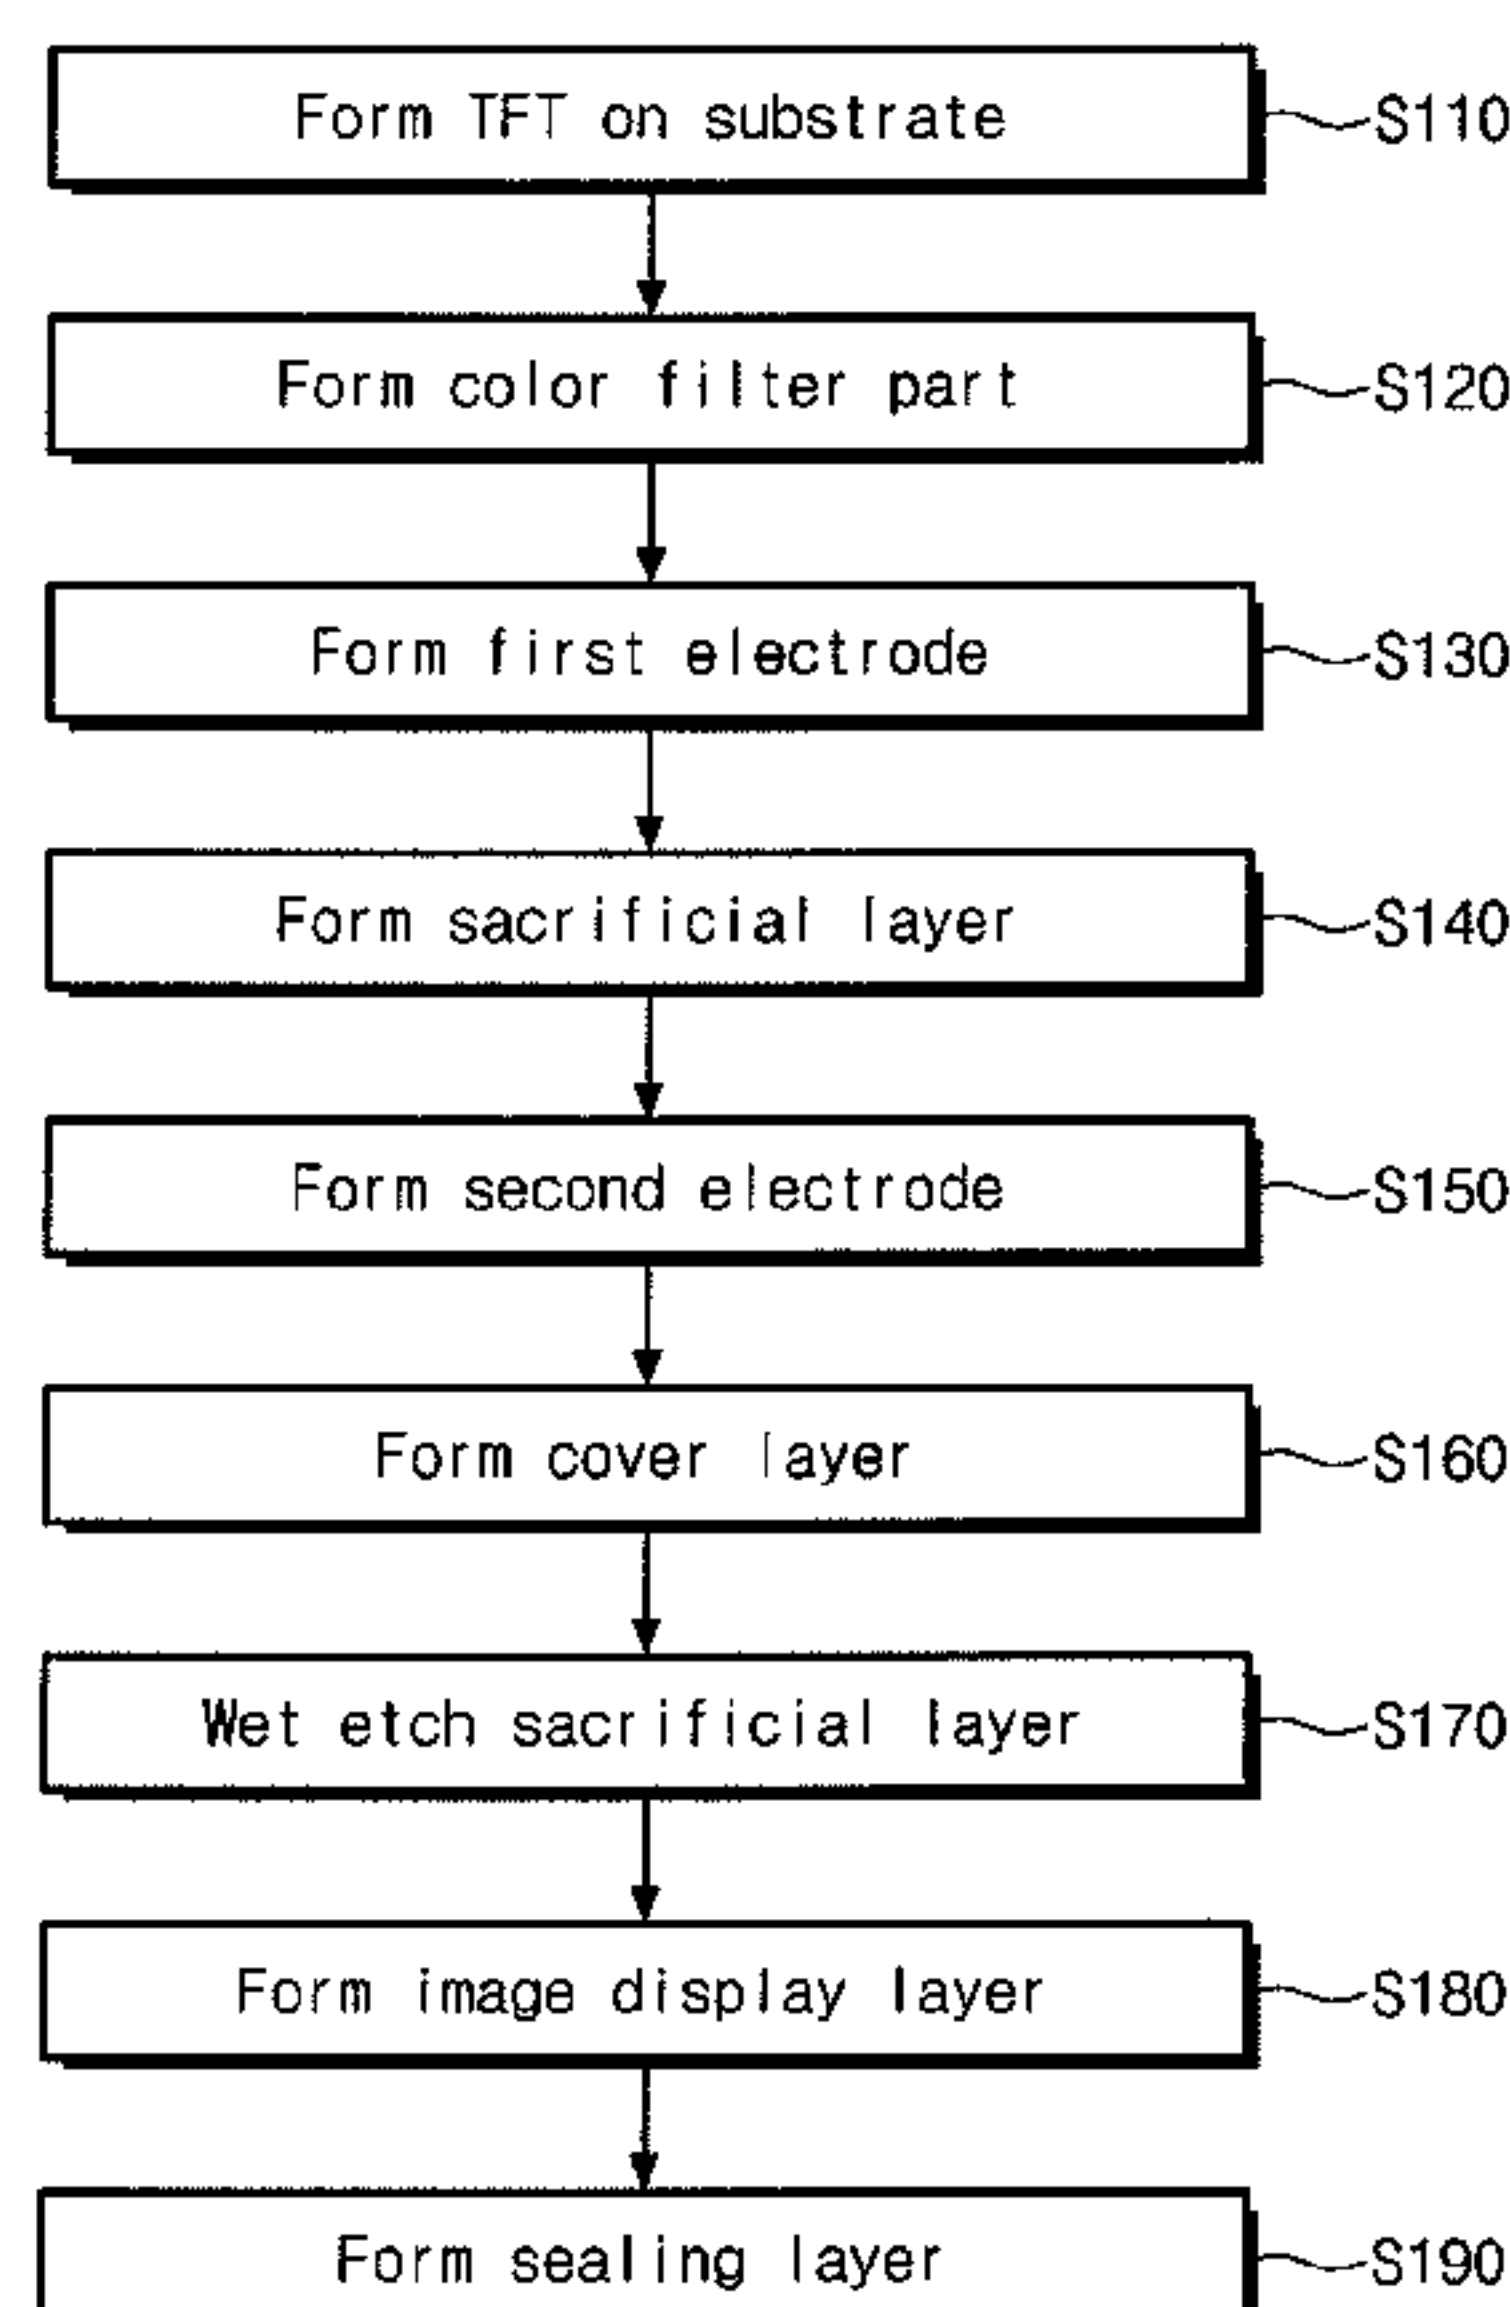 Form TFT on substrate S110
Form color filter part S120
Form first electrode S130
Form sacrificial layer S140
Form second electrode S150
Form cover layer S160
Wet etch sacrificial layer S170
Form image display layer S180
Form sealing layer S190